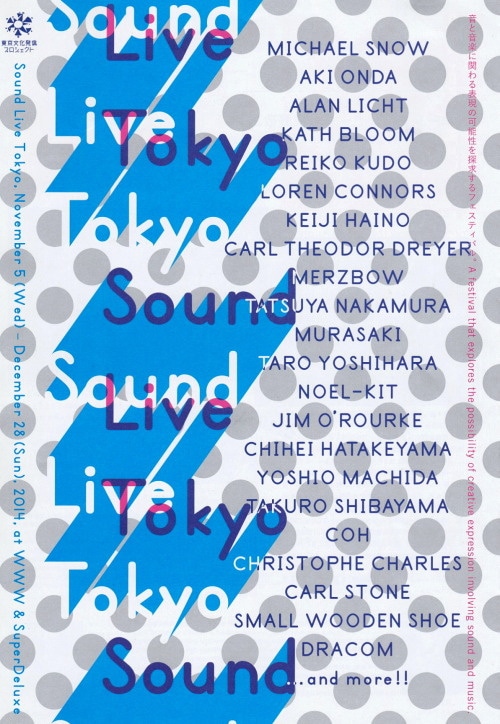 東京文化発信
プロジェクト
Sound Live Tokyo, November 5 (Wed) – December 28 (Sun), 2014, at WWW & SuperDeluxe
Sound
Live
Live
Tokyo
Tokyo
Sound
Sound
Live
Live
Tokyo
Tokyo
Sound
MICHAEL SNOW
AKI ONDA
ALAN LICHT
KATH BLOOM
REIKO KUDO
LOREN CONNORS
KEIJI HAINO
CARL THEODOR DREYER
MERZBOW
TATSUYA NAKAMURA
MURASAKI
TARO YOSHIHARA
NOEL-KIT
JIM O'ROURKE
CHIHEI HATAKEYAMA
YOSHIO MACHIDA
TAKURO SHIBAYAMA
COH
CHRISTOPHE CHARLES
CARL STONE
SMALL WOODEN SHOE
DRACOM
...and more!!
音と音楽に関わる表現の可能性を探求するフェスティバル。A festival that explores the possibility of creative expression involving sound and music.